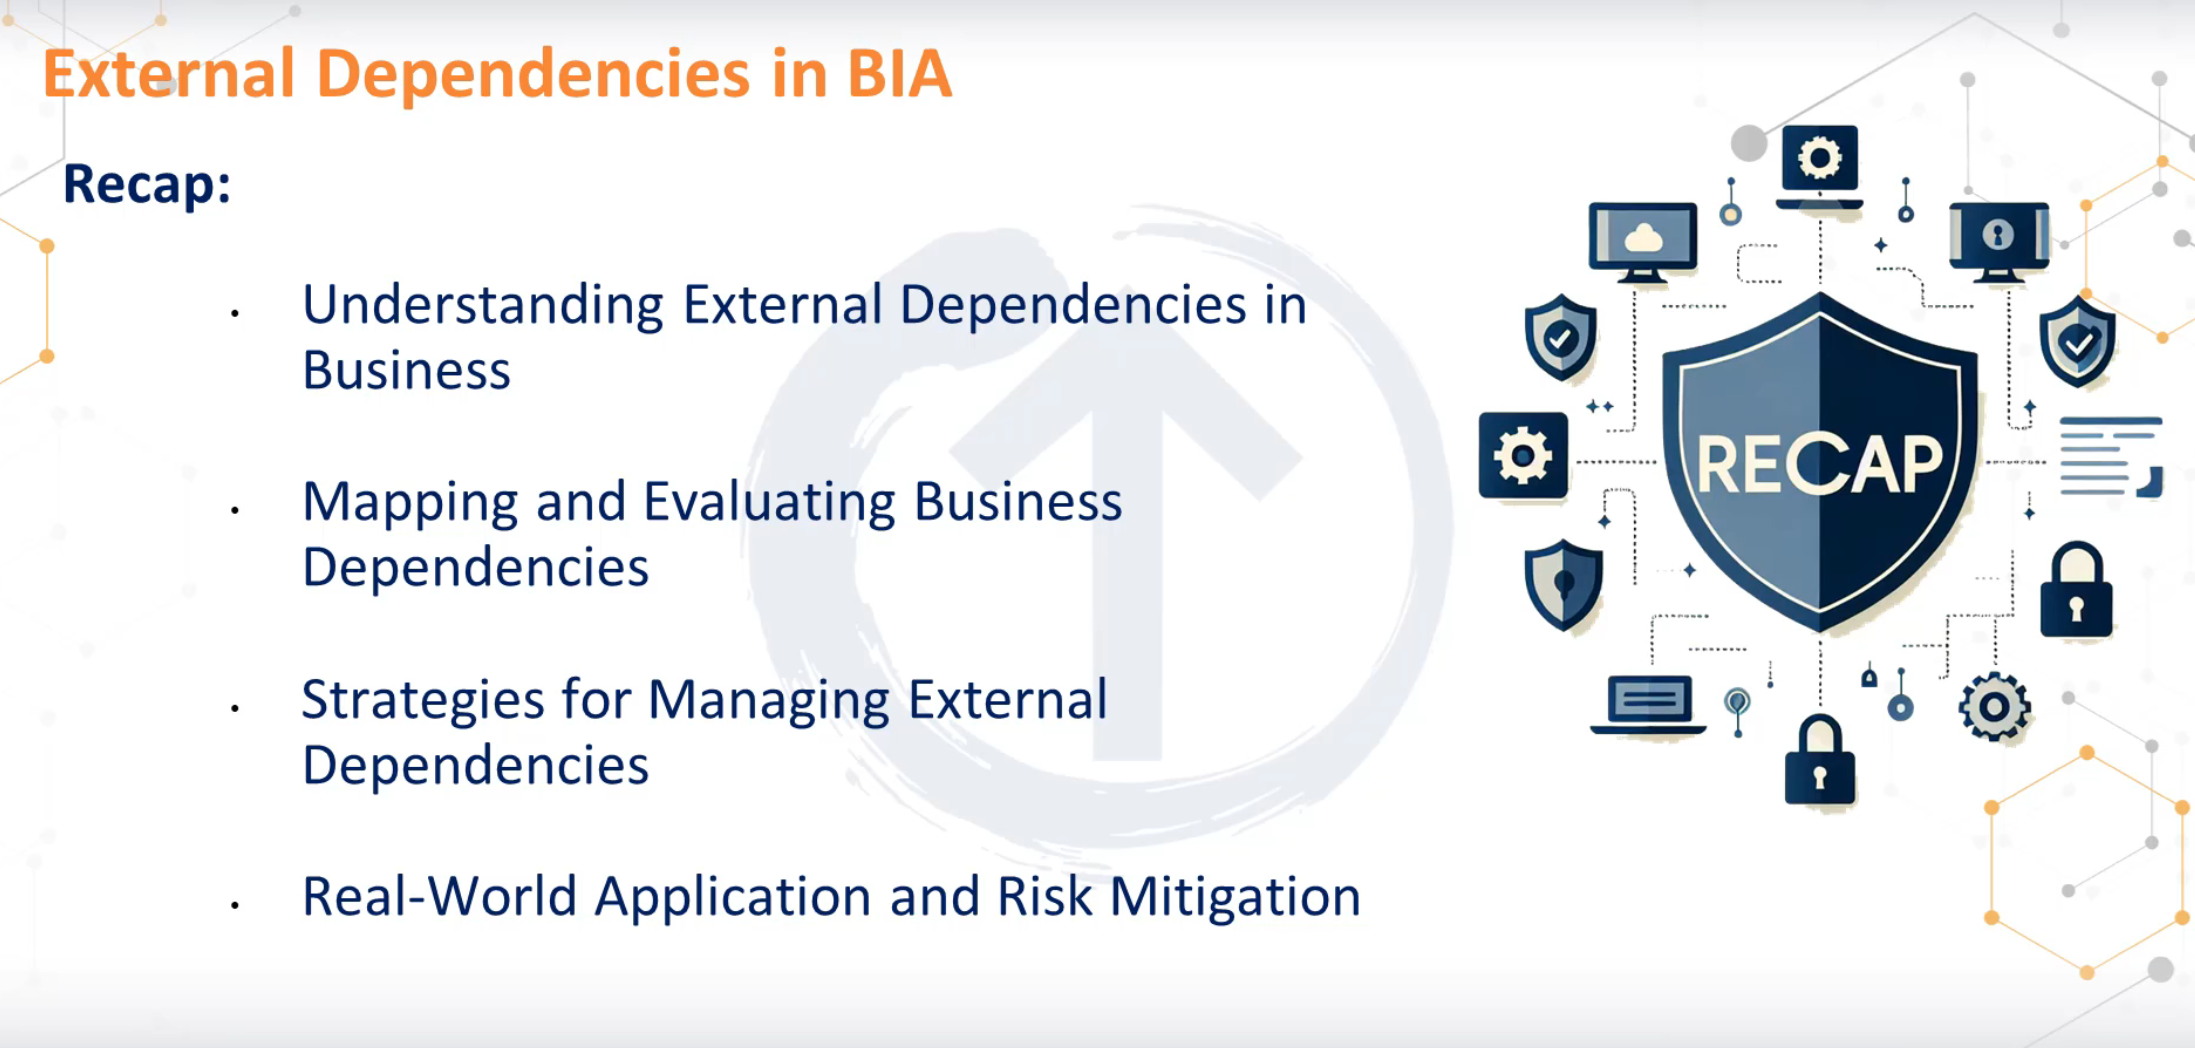 External Dependencies in BIA
Recap:
• Understanding External Dependencies in
Business
• Mapping and Evaluating Business
Dependencies
• Strategies for Managing External
Dependencies
• Real-World Application and Risk Mitigation
RECAP